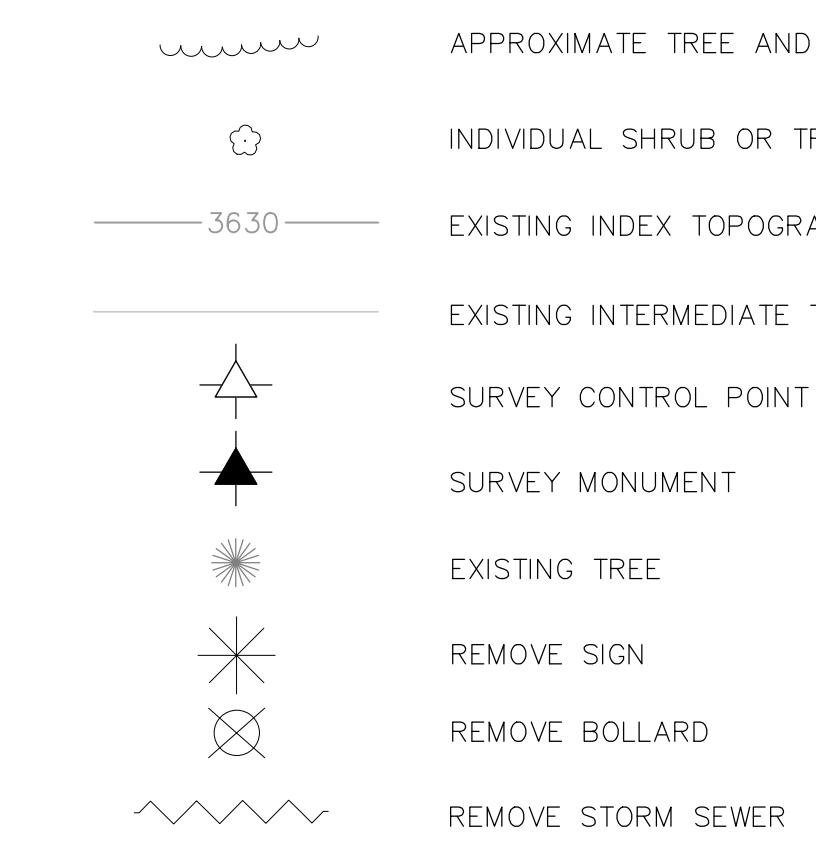 APPROXIMATE TREE AND
INDIVIDUAL SHRUB OR
3630 EXISTING INDEX
EXISTING INTERMEDIATE
SURVEY CONTROL POINT
SURVEY MONUMENT
EXISTING TREE
REMOVE SIGN
REMOVE BOLLARD
REMOVE STORM SEWER